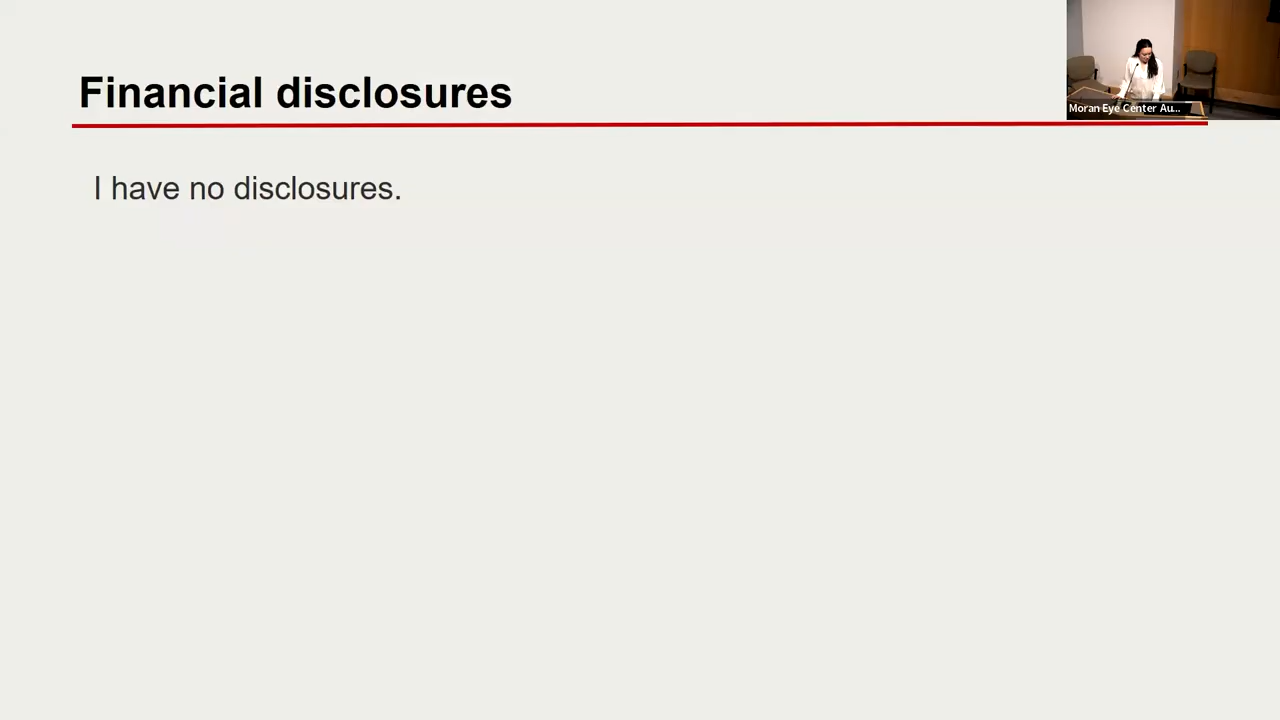 Financial disclosures
Moran Eye Center Au...
I have no disclosures.